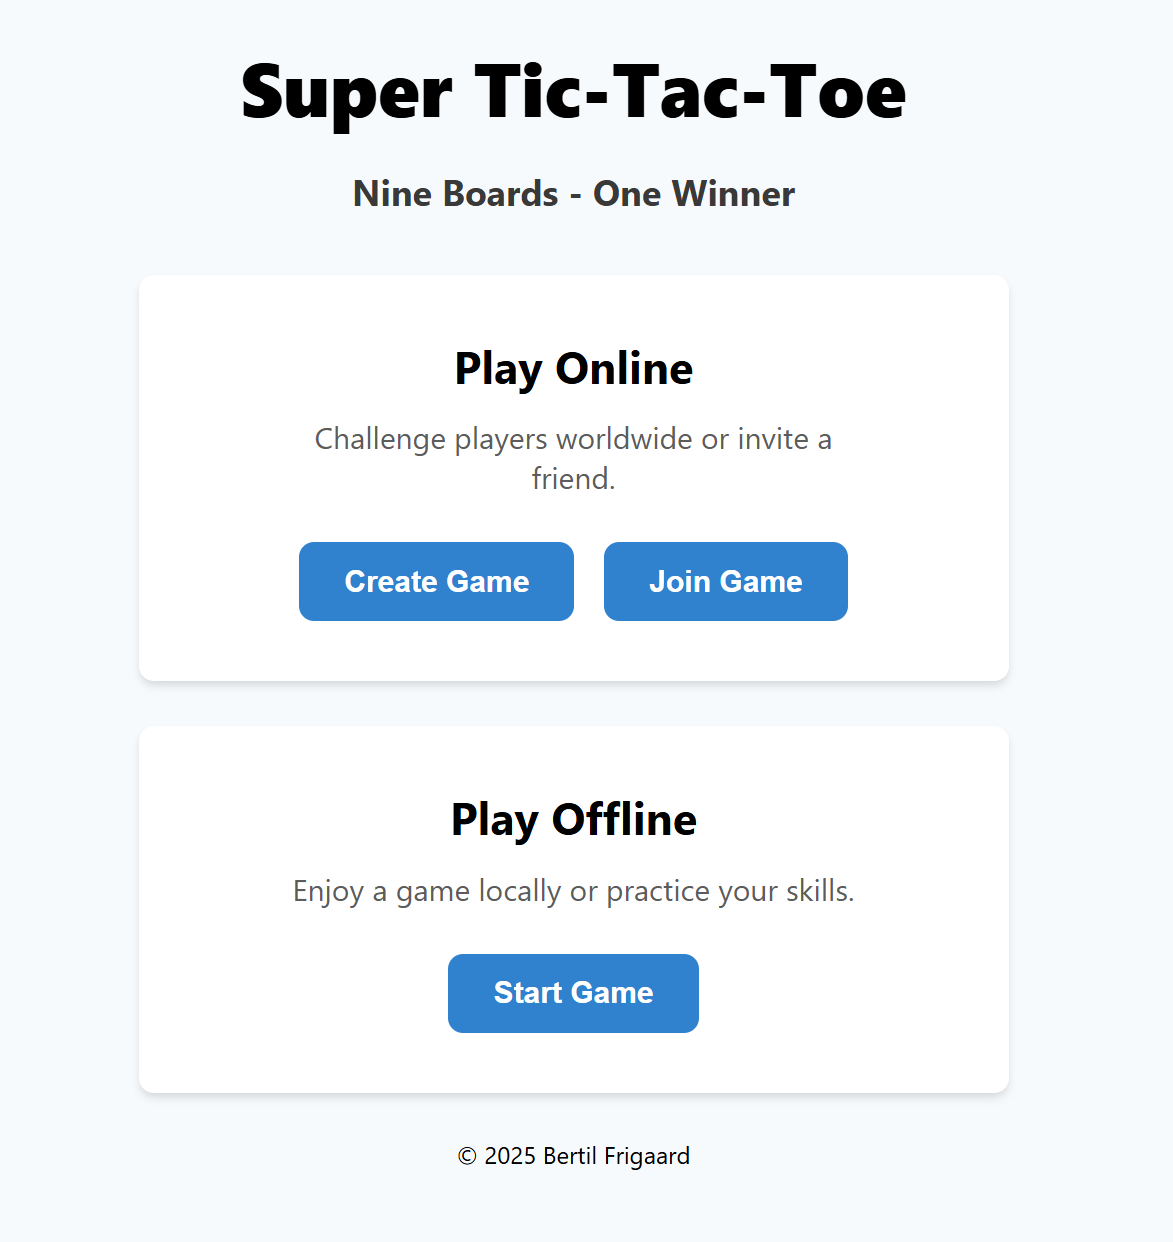 Super Tic-Tac-Toe
Nine Boards - One Winner
Play Online
Challenge players worldwide or invite a
friend.
Create Game
Join Game
Play Offline
Enjoy a game locally or practice your skills.
Start Game
© 2025 Bertil Frigaard